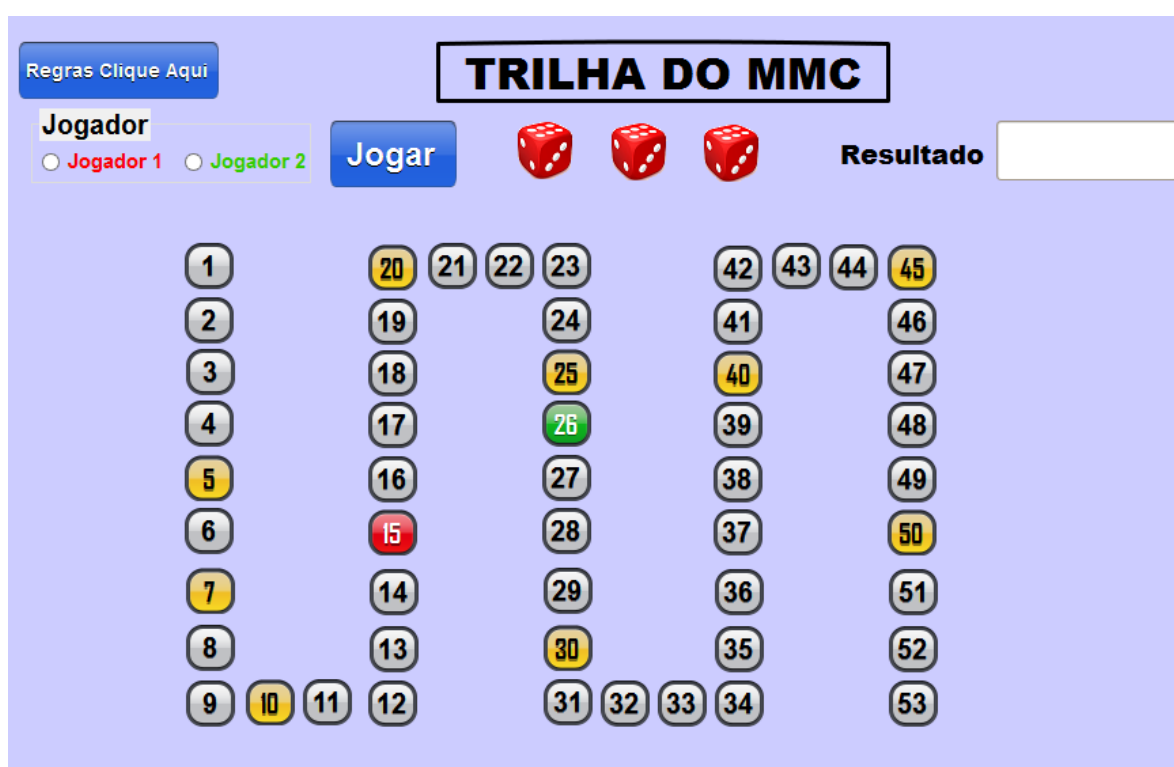 Regras Clique Aqui
TRILHA DO MMC
Jogador
Jogador 1 Jogador 2
Jogar
Resultado
1 20 21 22 23 42 43 44 45
2 19 24 41 46
3 18 25 40 47
4 17 26 39 48
5 16 27 38 49
6 15 28 37 50
7 14 29 36 51
8 13 30 35 52
9 10 11 12 31 32 33 34 53